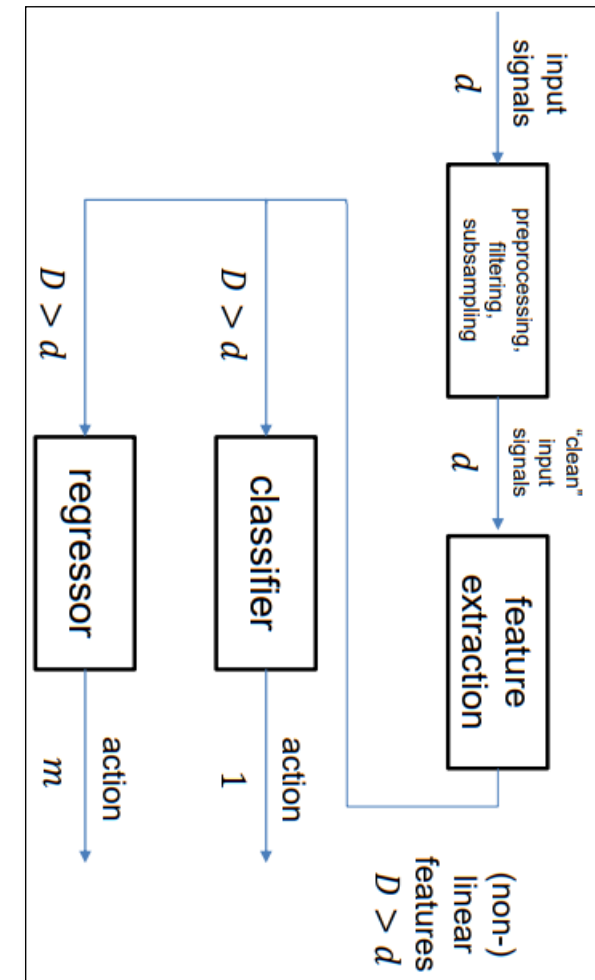 input
signals
d
preprocessing,
filtering,
subsampling
“clean”
input
signals
d
feature
extraction
(non-)
linear
features
D > d
D > d
classifier
action
1
D > d
regressor
action
m